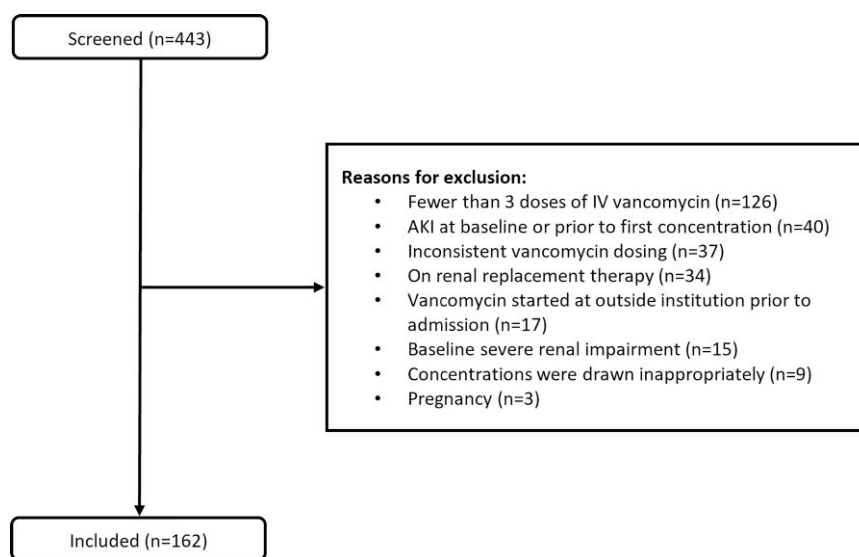 Screened (n=443)
Reasons for exclusion:
• Fewer than 3 doses of IV vancomycin (n=126)
• AKI at baseline or prior to first concentration (n=40)
• Inconsistent vancomycin dosing (n=37)
• On renal replacement therapy (n=34)
• Vancomycin started at outside institution prior to
admission (n=17)
• Baseline severe renal impairment (n=15)
• Concentrations were drawn inappropriately (n=9)
• Pregnancy (n=3)
Included (n=162)